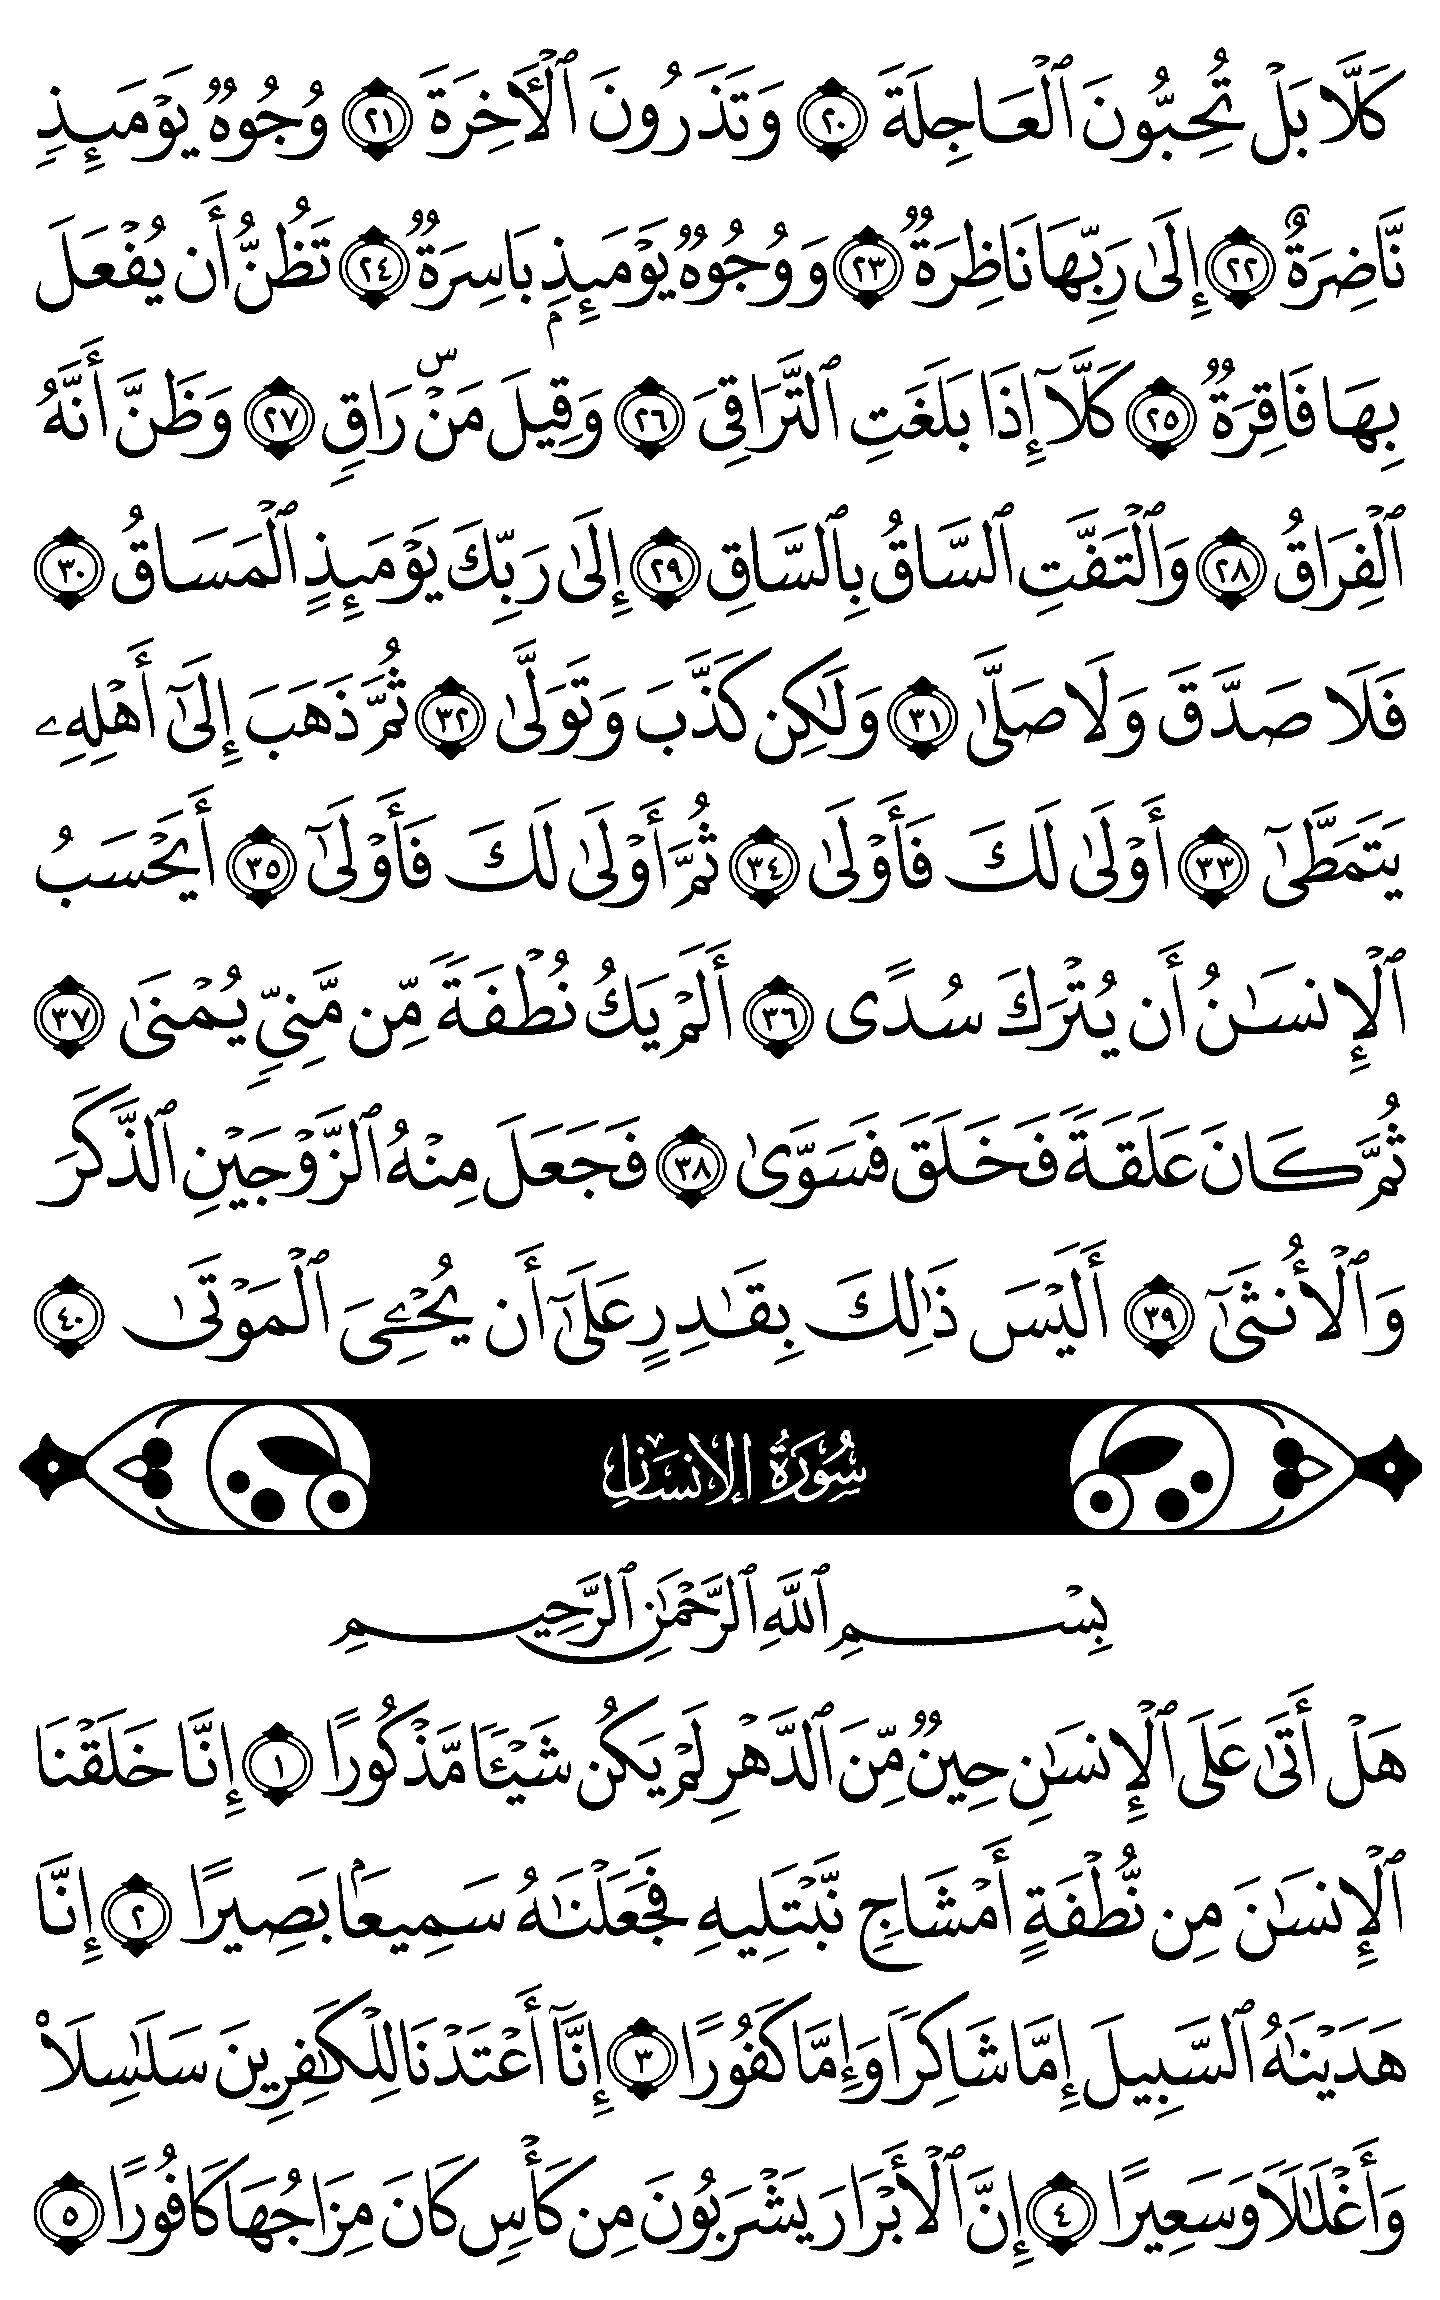 كَلَّا بَلۡ تُحِبُّونَ ٱلۡعَاجِلَةَ ٢٠ وَتَذَرُونَ ٱلۡأٓخِرَةَ ٢١ وُجُوهٞ يَوۡمَئِذٖ
نَّاضِرَةٌ ٢٢ إِلَىٰ رَبِّهَا نَاظِرَةٞ ٢٣ وَوُجُوهٞ يَوۡمَئِذِۭ بَاسِرَةٞ ٢٤ تَظُنُّ أَن يُفۡعَلَ
بِهَا فَاقِرَةٞ ٢٥ كَلَّآ إِذَا بَلَغَتِ ٱلتَّرَاقِيَ ٢٦ وَقِيلَ مَنۡۜ رَاقٖ ٢٧ وَظَنَّ أَنَّهُ
ٱلۡفِرَاقُ ٢٨ وَٱلۡتَفَّتِ ٱلسَّاقُ بِٱلسَّاقِ ٢٩ إِلَىٰ رَبِّكَ يَوۡمَئِذٍ ٱلۡمَسَاقُ ٣٠
فَلَا صَدَّقَ وَلَا صَلَّىٰ ٣١ وَلَٰكِن كَذَّبَ وَتَوَلَّىٰ ٣٢ ثُمَّ ذَهَبَ إِلَىٰٓ أَهۡلِهِۦ
يَتَمَطَّىٰٓ ٣٣ أَوۡلَىٰ لَكَ فَأَوۡلَىٰ ٣٤ ثُمَّ أَوۡلَىٰ لَكَ فَأَوۡلَىٰٓ ٣٥ أَيَحۡسَبُ
ٱلۡإِنسَٰنُ أَن يُتۡرَكَ سُدًى ٣٦ أَلَمۡ يَكُ نُطۡفَةٗ مِّن مَّنِيّٖ يُمۡنَىٰ ٣٧
ثُمَّ كَانَ عَلَقَةٗ فَخَلَقَ فَسَوَّىٰ ٣٨ فَجَعَلَ مِنۡهُ ٱلزَّوۡجَيۡنِ ٱلذَّكَرَ
وَٱلۡأُنثَىٰٓ ٣٩ أَلَيۡسَ ذَٰلِكَ بِقَٰدِرٍ عَلَىٰٓ أَن يُحۡـِۧيَ ٱلۡمَوۡتَىٰ ٤٠
سُورَةُ الإِنسَانِ
بِسۡمِ ٱللَّهِ ٱلرَّحۡمَٰنِ ٱلرَّحِيمِ
هَلۡ أَتَىٰ عَلَى ٱلۡإِنسَٰنِ حِينٞ مِّنَ ٱلدَّهۡرِ لَمۡ يَكُن شَيۡـٔٗا مَّذۡكُورًا ١ إِنَّا خَلَقۡنَا
ٱلۡإِنسَٰنَ مِن نُّطۡفَةٍ أَمۡشَاجٖ نَّبۡتَلِيهِ فَجَعَلۡنَٰهُ سَمِيعَۢا بَصِيرًا ٢ إِنَّا
هَدَيۡنَٰهُ ٱلسَّبِيلَ إِمَّا شَاكِرٗا وَإِمَّا كَفُورًا ٣ إِنَّآ أَعۡتَدۡنَا لِلۡكَٰفِرِينَ سَلَٰسِلَاْ
وَأَغۡلَٰلٗا وَسَعِيرًا ٤ إِنَّ ٱلۡأَبۡرَارَ يَشۡرَبُونَ مِن كَأۡسٖ كَانَ مِزَاجُهَا كَافُورًا ٥